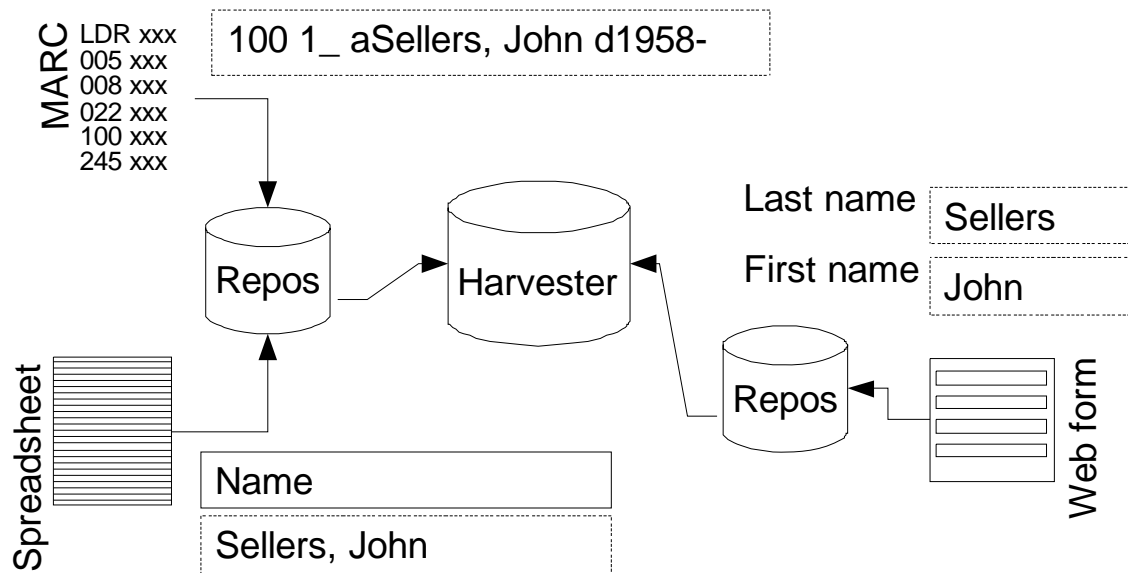 MARC
LDR xxx
005 xxx
008 xxx
022 xxx
100 xxx
245 xxx
100 1_ aSellers, John d1958-
Repos
Harvester
Last name
Sellers
First name
John
Repos
Web form
Spreadsheet
Name
Sellers, John